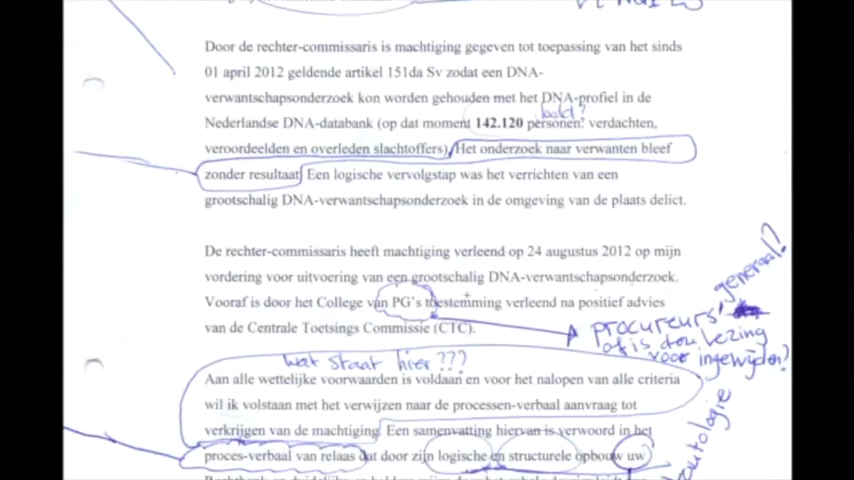 Door de rechter-commissaris is machtiging gegeven tot toepassing van het sinds
01 april 2012 geldende artikel 151da Sv zodat een DNA-
verwantschapsonderzoek kon worden gehouden met het DNA-profiel in de
bold?
Nederlandse DNA-databank (op dat moment 142.120 personen: verdachten,
veroordeelden en overleden slachtoffers). Het onderzoek naar verwanten bleef
zonder resultaat. Een logische vervolgstap was het verrichten van een
grootschalig DNA-verwantschapsonderzoek in de omgeving van de plaats delict.
De rechter-commissaris heeft machtiging verleend op 24 augustus 2012 op mijn
vordering voor uitvoering van een grootschalig DNA-verwantschapsonderzoek.
Vooraf is door het College van PG's toestemming verleend na positief advies
van de Centrale Toetsings Commissie (CTC).
procureurs' generaal?
of is dou lezing
voor ingewijden?
wat staat hier???
Aan alle wettelijke voorwaarden is voldaan en voor het nalopen van alle criteria
wil ik volstaan met het verwijzen naar de processen-verbaal aanvraag tot
verkrijgen van de machtiging. Een samenvatting hiervan is verwoord in het
proces-verbaal van relaas dat door zijn logische en structurele opbouw uw